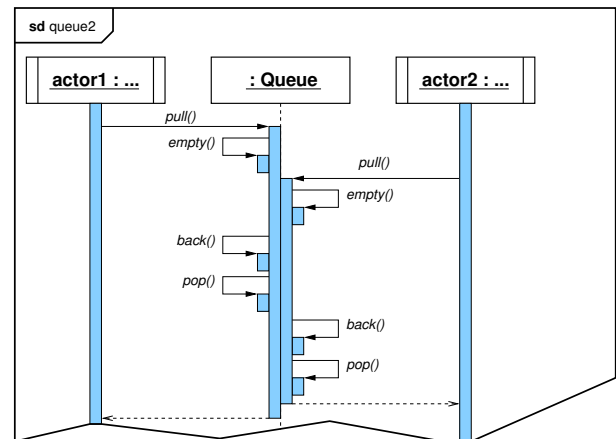 sd queue2
actor1 : ...
: Queue
actor2 : ...
pull()
empty()
pull()
empty()
back()
pop()
back()
pop()